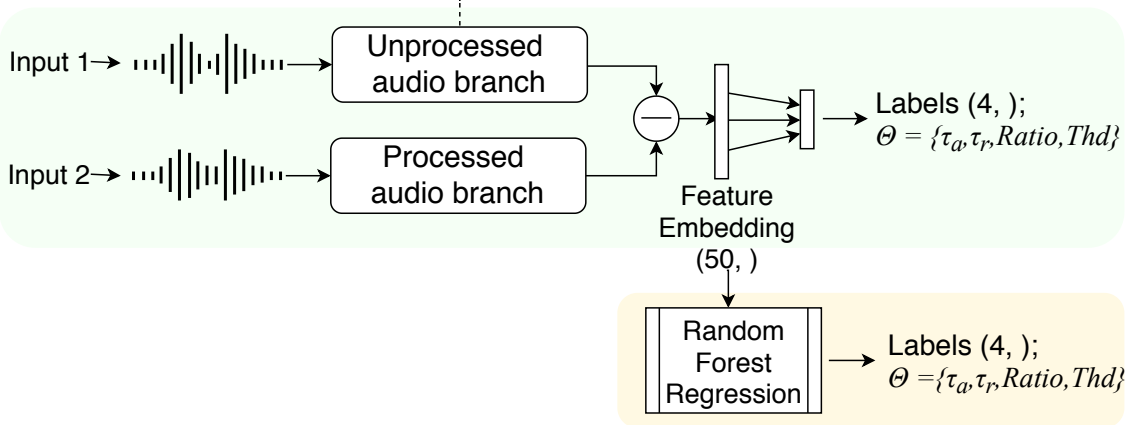 Input 1
Unprocessed
audio branch
Labels (4, );
Θ = {τa,τr,Ratio,Thd}
Input 2
Processed
audio branch
Feature
Embedding
(50, )
Random
Forest
Regression
Labels (4, );
Θ ={τa,τr,Ratio,Thd}